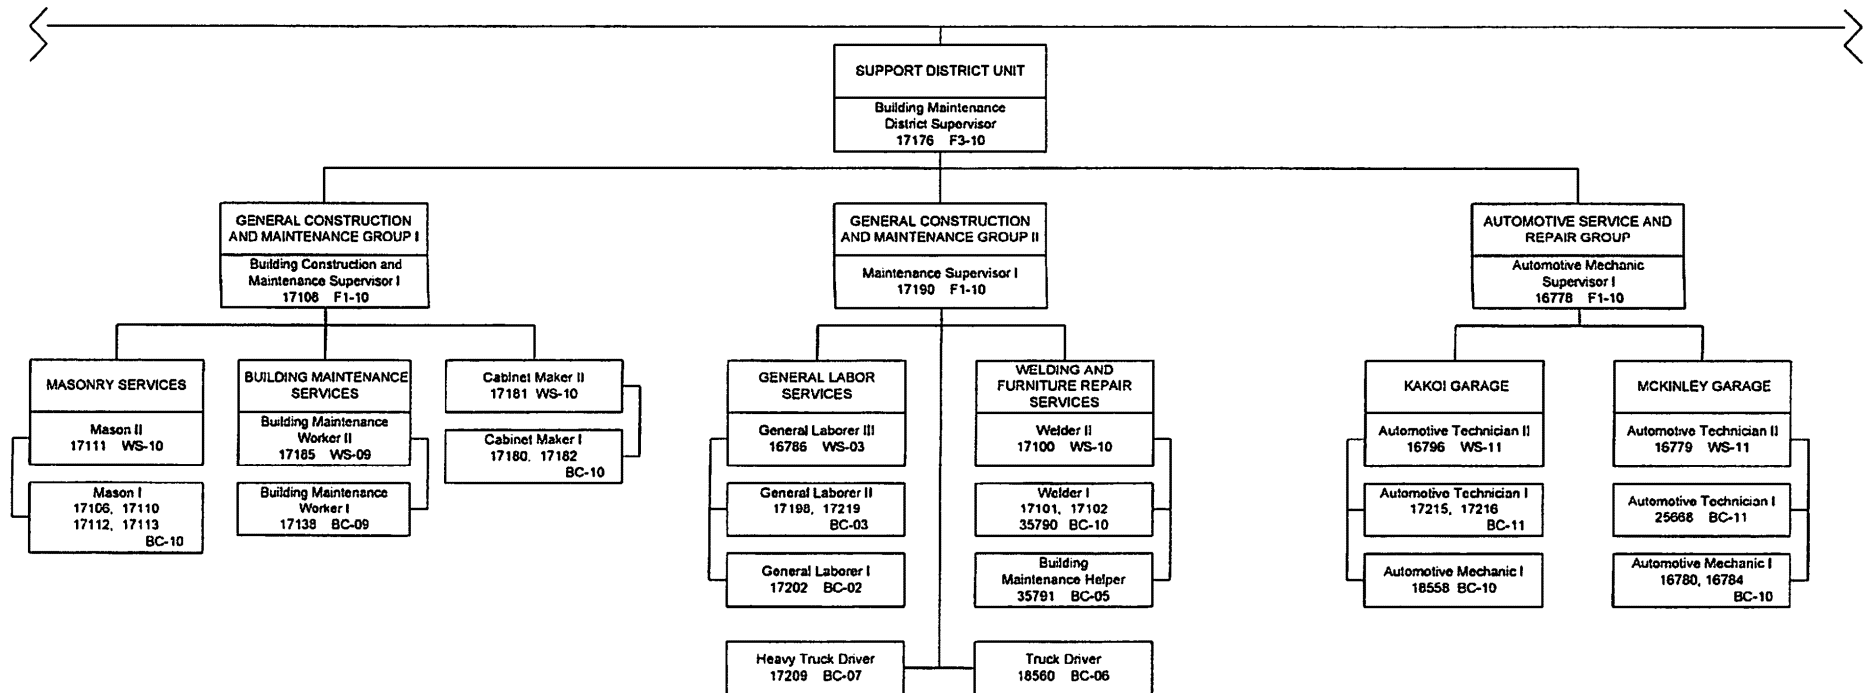 SUPPORT DISTRICT UNIT
Building Maintenance
District Supervisor
17176 F3-10
GENERAL CONSTRUCTION
AND MAINTENANCE GROUP I
Building Construction and
Maintenance Supervisor I
17108 F1-10
GENERAL CONSTRUCTION
AND MAINTENANCE GROUP II
Maintenance Supervisor I
17190 F1-10
AUTOMOTIVE SERVICE AND
REPAIR GROUP
Automotive Mechanic
Supervisor I
16778 F1-10
MASONRY SERVICES
Mason II
17111 WS-10
Mason I
17106, 17110
17112, 17113
BC-10
BUILDING MAINTENANCE
SERVICES
Building Maintenance
Worker II
17185 WS-09
Building Maintenance
Worker I
17138 BC-09
Cabinet Maker II
17181 WS-10
Cabinet Maker I
17180, 17182
BC-10
GENERAL LABOR
SERVICES
General Laborer III
16786 WS-03
General Laborer II
17198, 17219
BC-03
General Laborer I
17202 BC-02
WELDING AND
FURNITURE REPAIR
SERVICES
Welder II
17100 WS-10
Welder I
17101, 17102
35790 BC-10
Building
Maintenance Helper
35791 BC-05
Heavy Truck Driver
17209 BC-07
Truck Driver
18560 BC-06
KAKOI GARAGE
Automotive Technician II
16796 WS-11
Automotive Technician I
17215, 17216
BC-11
Automotive Mechanic I
18558 BC-10
MCKINLEY GARAGE
Automotive Technician II
16779 WS-11
Automotive Technician I
25668 BC-11
Automotive Mechanic I
16780, 16784
BC-10